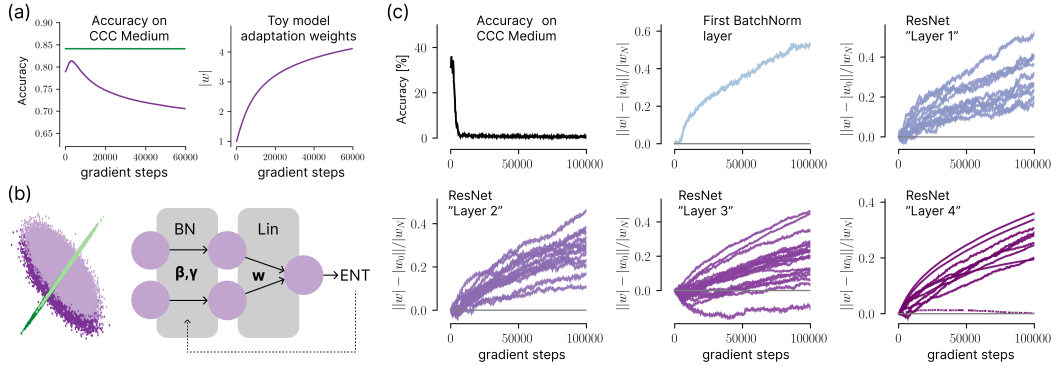 (a)
Accuracy on
CCC Medium
Accuracy
0.90
0.85
0.80
0.75
0.70
0.65
0
20000
40000
60000
gradient steps
Toy model
adaptation weights
|w|
4
3
2
1
0
20000
40000
60000
gradient steps
(b)
BN
Lin
β,γ
w
ENT
(c)
Accuracy on
CCC Medium
Accuracy [%]
40
20
0
0
50000
100000
First BatchNorm
layer
||w| − |w₀||/|w_N|
0.6
0.4
0.2
0.0
0
50000
100000
ResNet
"Layer 1"
||w| − |w₀||/|w_N|
0.4
0.2
0.0
0
50000
100000
ResNet
"Layer 2"
||w| − |w₀||/|w_N|
0.4
0.2
0.0
0
50000
100000
gradient steps
ResNet
"Layer 3"
||w| − |w₀||/|w_N|
0.4
0.2
0.0
0
50000
100000
gradient steps
ResNet
"Layer 4"
||w| − |w₀||/|w_N|
0.4
0.2
0.0
0
50000
100000
gradient steps